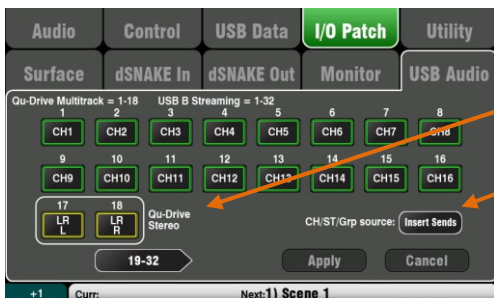 Audio Control USB Data I/O Patch Utility
Surface dSNAKE In dSNAKE Out Monitor USB Audio
Qu-Drive Multitrack = 1-18 USB B Streaming = 1-32
1 2 3 4 5 6 7 8
CH1 CH2 CH3 CH4 CH5 CH6 CH7 CH8
9 10 11 12 13 14 15 16
CH9 CH10 CH11 CH12 CH13 CH14 CH15 CH16
17 18
LR LR Qu-Drive
L R Stereo
CH/ST/Grp source: Insert Sends
19-32 Apply Cancel
+1 Curr: Next:1) Scene 1